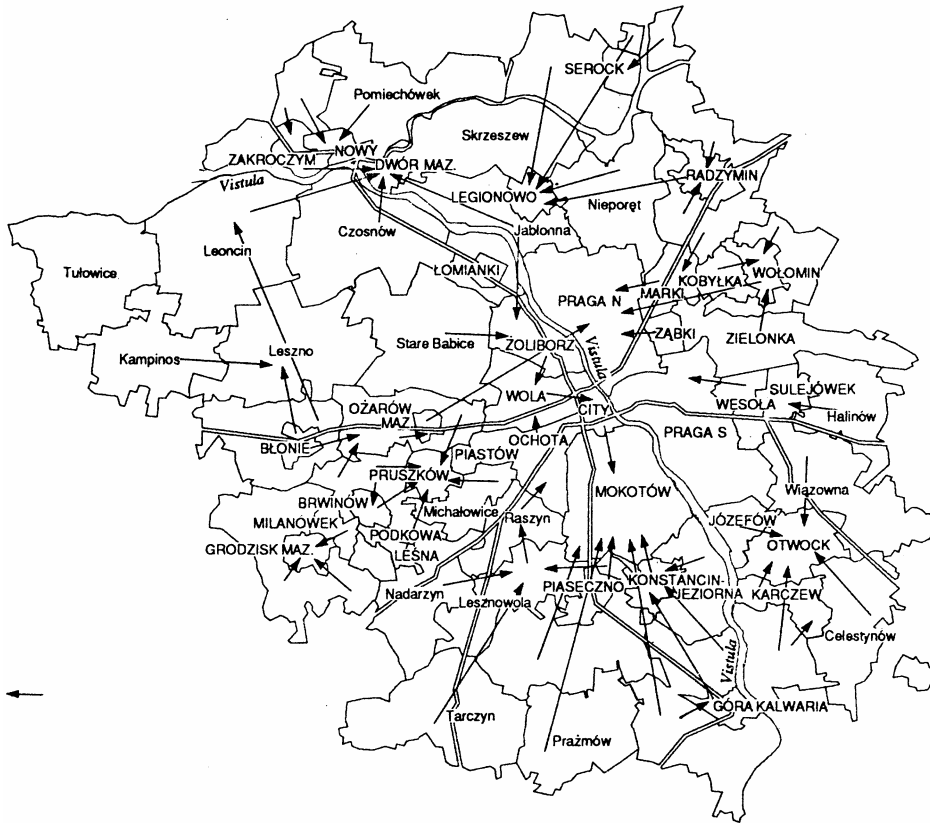 SEROCK
Pomiechówek
Skrzeszew
NOWY
ZAKROCZYM
DWÓR MAZ.
Vistula
RADZYMIN
LEGIONOWO
Nieporęt
Jabłonna
Czosnów
Leoncin
Tułowice
ŁOMIANKI
KOBYŁKA
WOŁOMIN
MARKI
PRAGA N
ZĄBKI
ZIELONKA
Stare Babice
ŻOLIBORZ
Vistula
Kampinos
Leszno
WOLA
CITY
SULEJÓWEK
WESOŁA
Halinów
OŻARÓW
MAZ.
OCHOTA
PRAGA S
BŁONIE
PIASTÓW
PRUSZKÓW
MOKOTÓW
Wiązowna
BRWINÓW
Michałowice
Raszyn
MILANÓWEK
JÓZEFÓW
PODKOWA
LEŚNA
GRODZISK MAZ.
OTWOCK
Nadarzyn
Lesznowola
PIASECZNO
KONSTANCIN-
JEZIORNA
KARCZEW
Celestynów
Vistula
GÓRA KALWARIA
Tarczyn
Prażmów